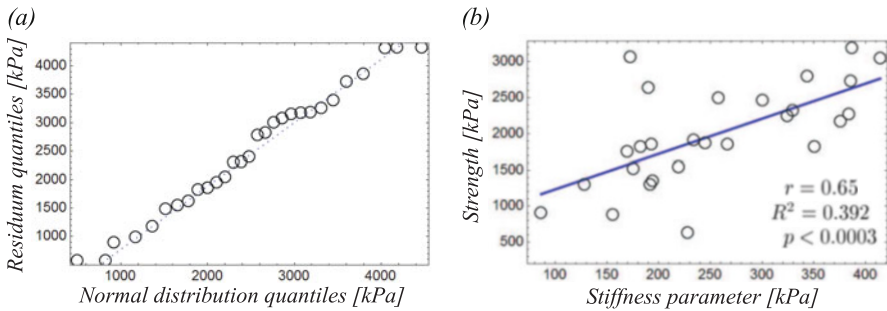 (a)
Residuum quantiles [kPa]
4000
3500
3000
2500
2000
1500
1000
1000
2000
3000
4000
Normal distribution quantiles [kPa]
(b)
Strength [kPa]
3000
2500
2000
1500
1000
500
r = 0.65
R² = 0.392
p < 0.0003
100
150
200
250
300
350
400
Stiffness parameter [kPa]